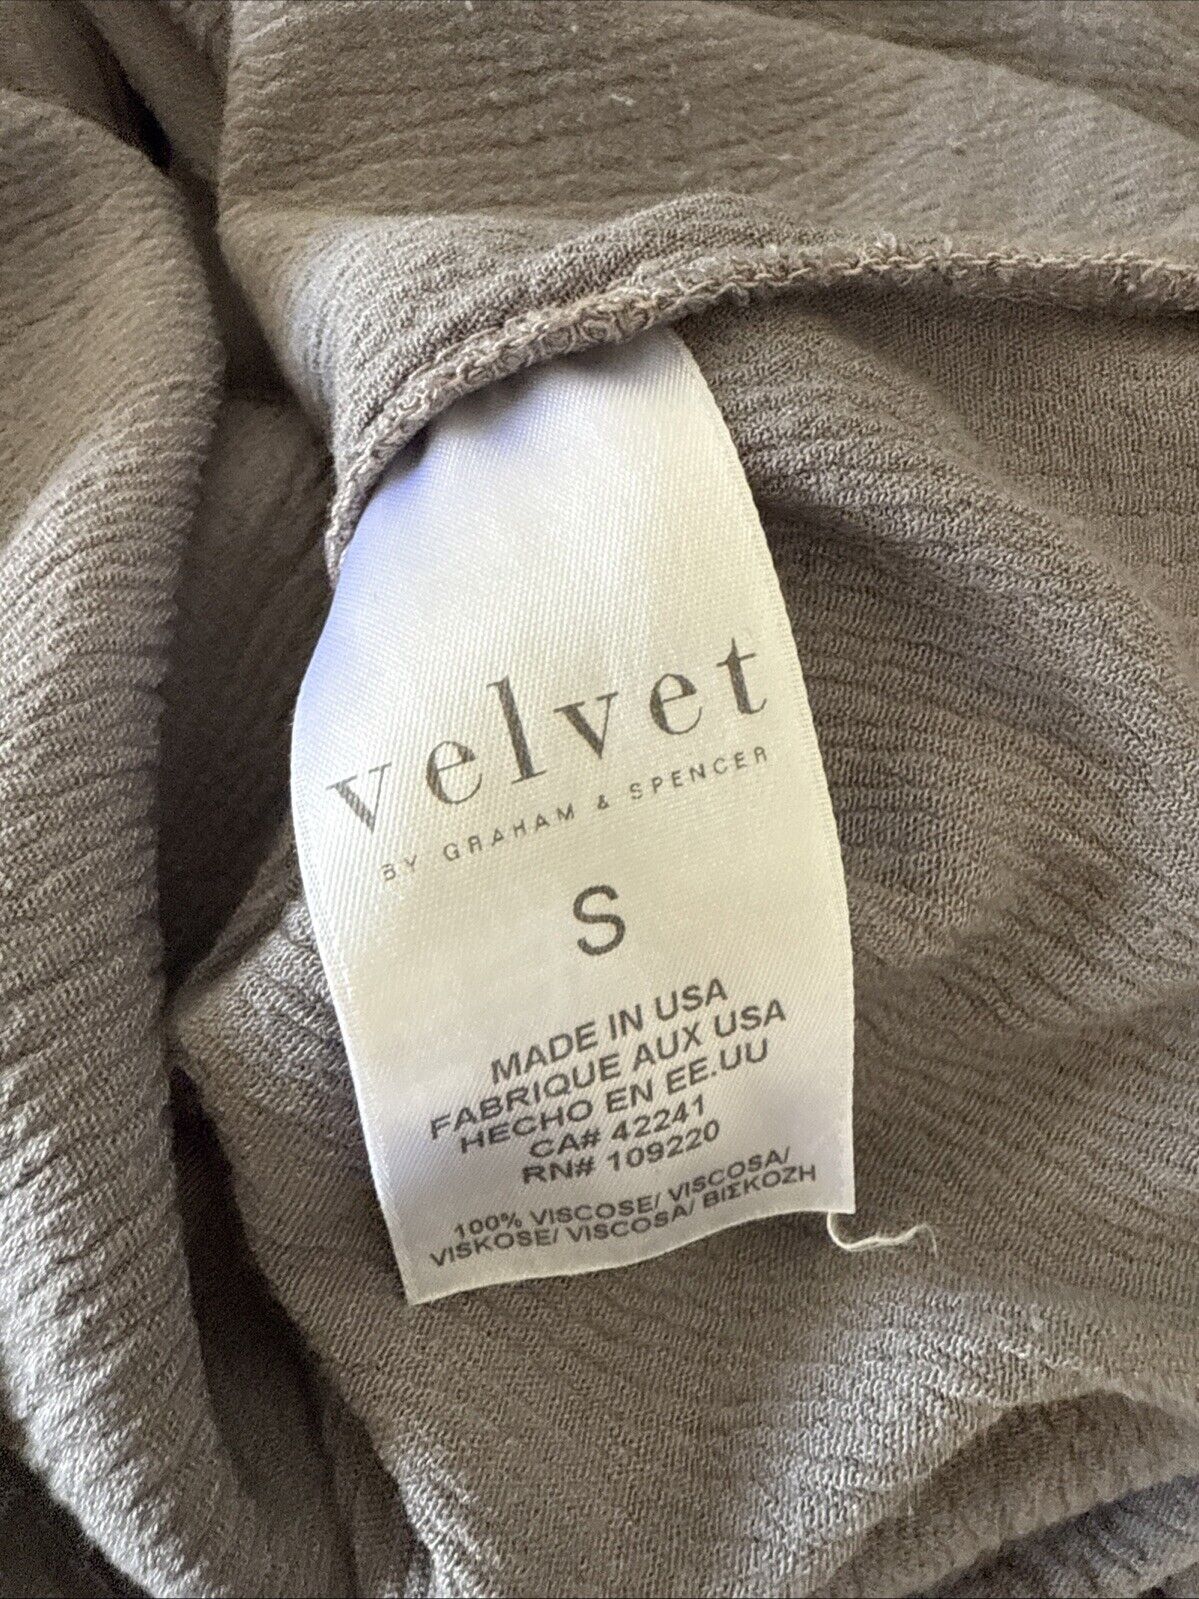 velvet
BY GRAHAM & SPENCER
S
MADE IN USA
FABRIQUE AUX USA
HECHO EN EE.UU
CA# 42241
RN# 109220
100% VISCOSE/ VISCOSA/
VISKOSE/ VISCOSA/ ΒΙΣΚΟΖΗ